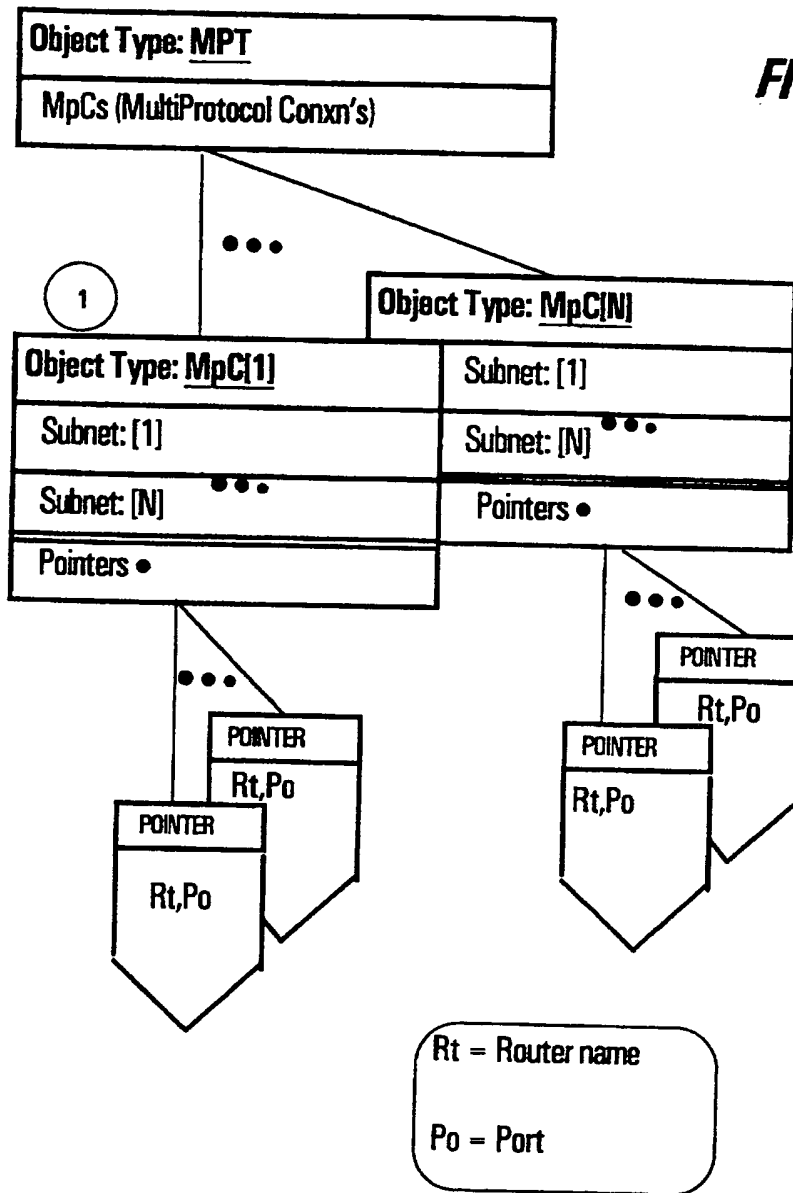 Object Type: MPT
MpCs (MultiProtocol Conxn's)
1
Object Type: MpC[N]
Subnet: [1]
Subnet: [N]
Pointers
Object Type: MpC[1]
Subnet: [1]
Subnet: [N]
Pointers
POINTER
Rt,Po
POINTER
Rt,Po
POINTER
Rt,Po
POINTER
Rt,Po
Rt = Router name
Po = Port